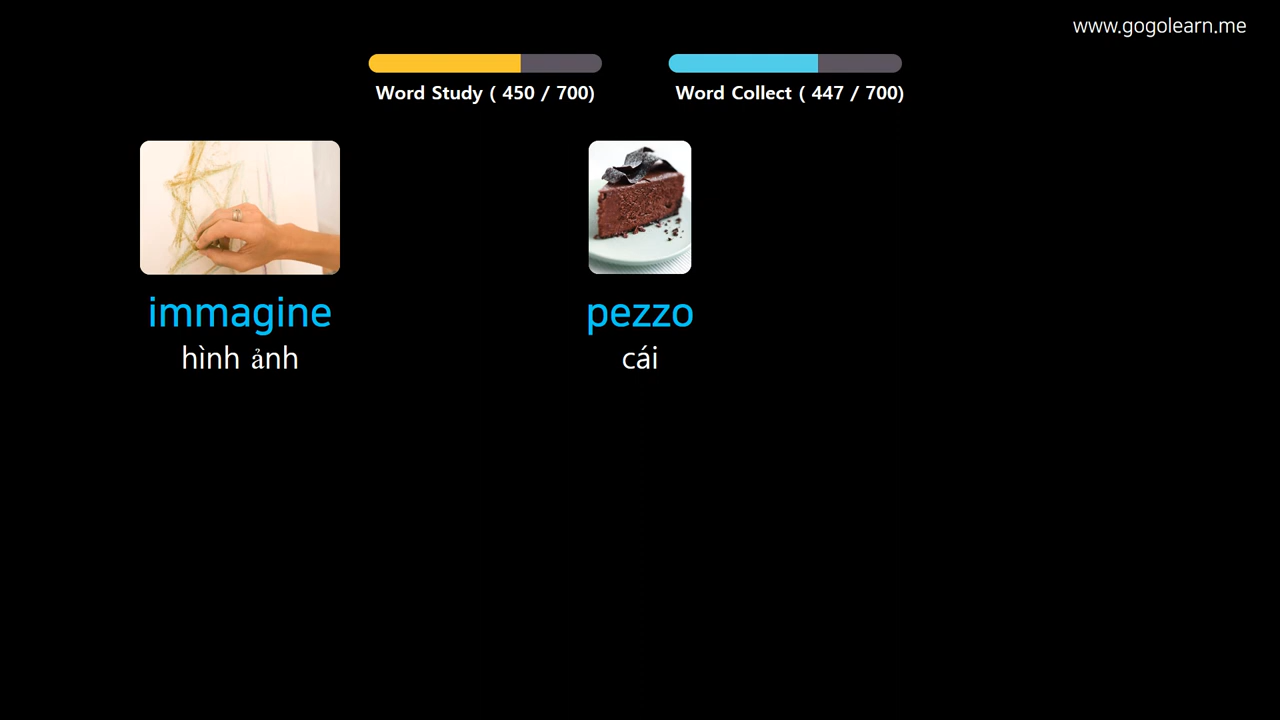 www.gogolearn.me
Word Study ( 450 / 700)
Word Collect ( 447 / 700)
immagine
hình ảnh
pezzo
cái